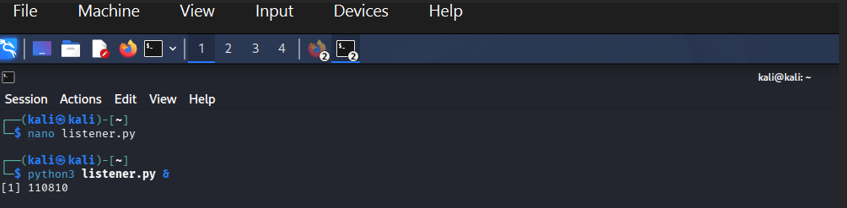 File Machine View Input Devices Help
1 2 3 4 2 2
kali@kali: ~
Session Actions Edit View Help
┌──(kali㉿kali)-[~]
└─$ nano listener.py
┌──(kali㉿kali)-[~]
└─$ python3 listener.py &
[1] 110810